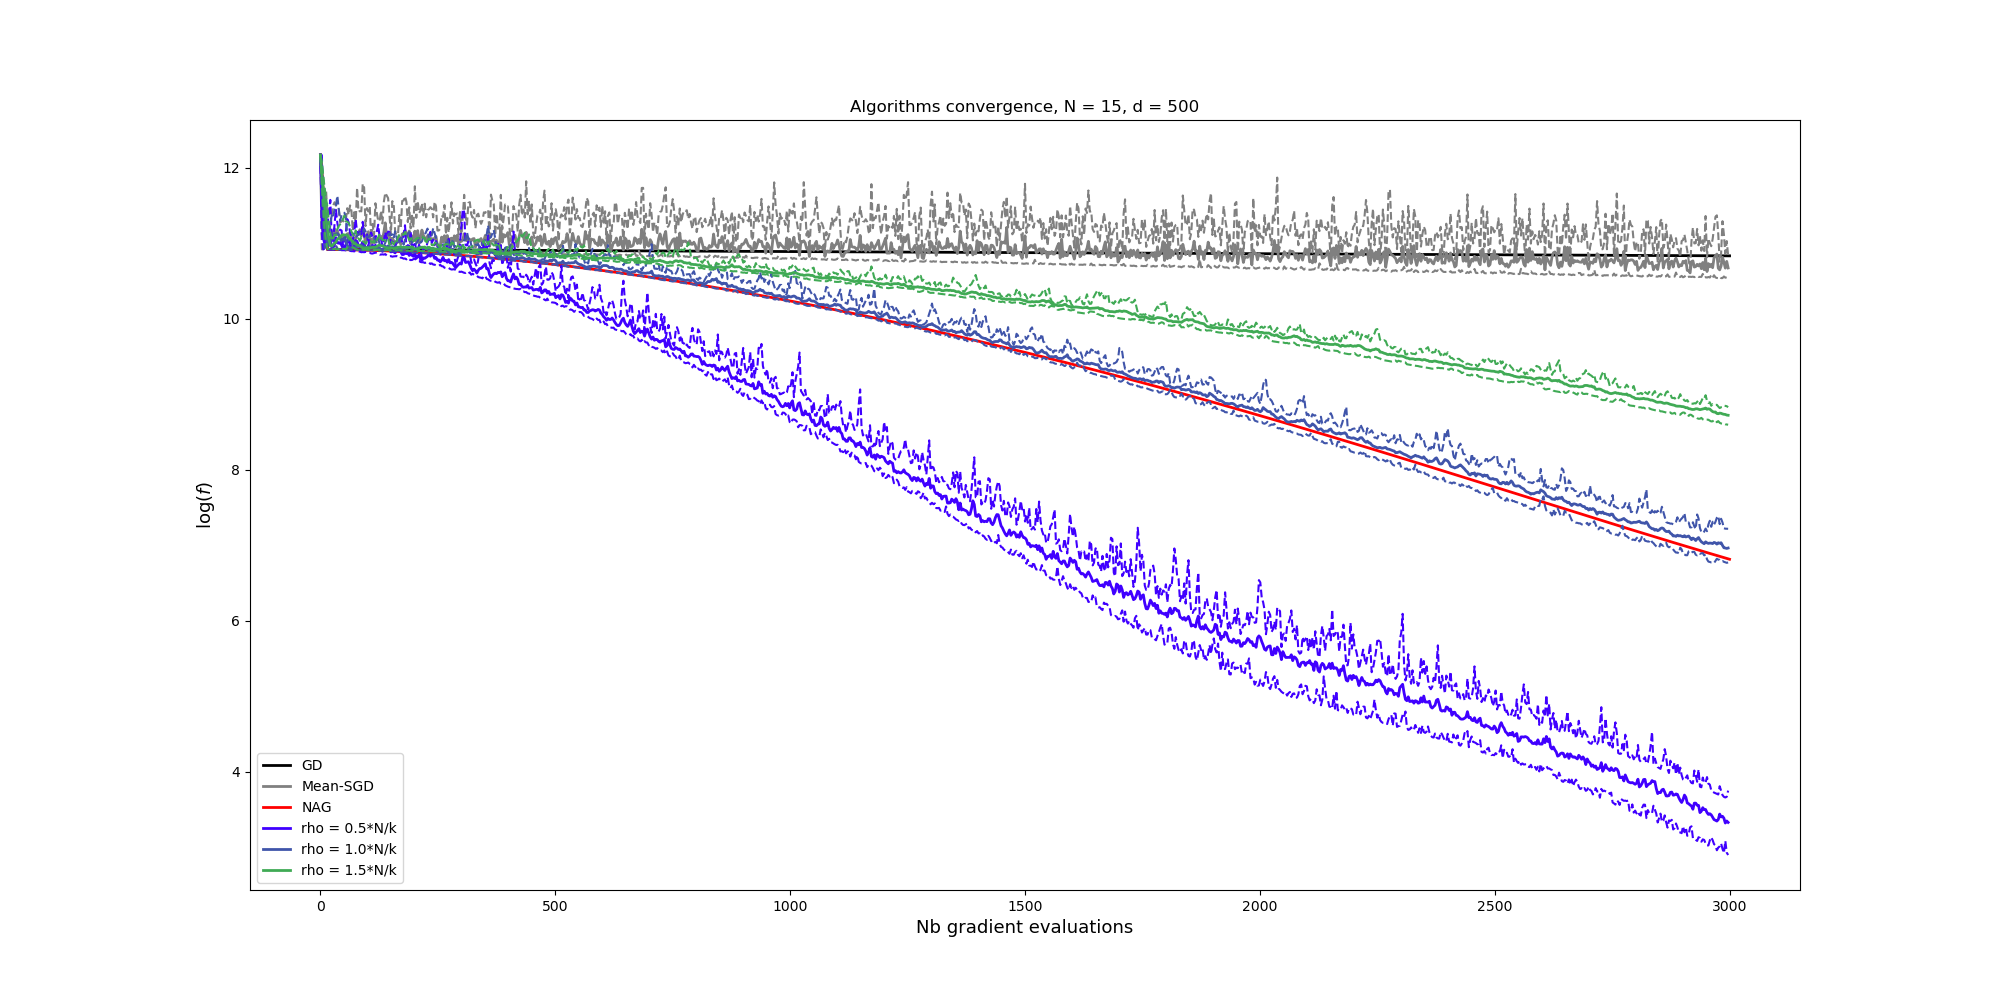 Algorithms convergence, N = 15, d = 500
12
10
8
6
4
log(f)
GD
Mean-SGD
NAG
rho = 0.5*N/k
rho = 1.0*N/k
rho = 1.5*N/k
0 500 1000 1500 2000 2500 3000
Nb gradient evaluations